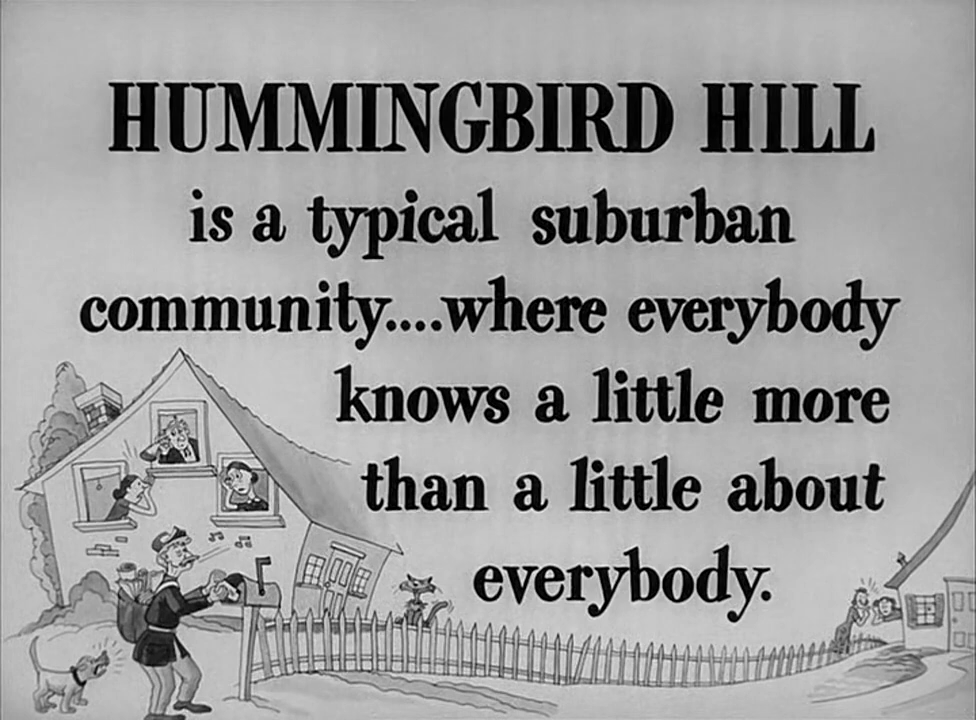 HUMMINGBIRD HILL
is a typical suburban
community....where everybody
knows a little more
than a little about
everybody.